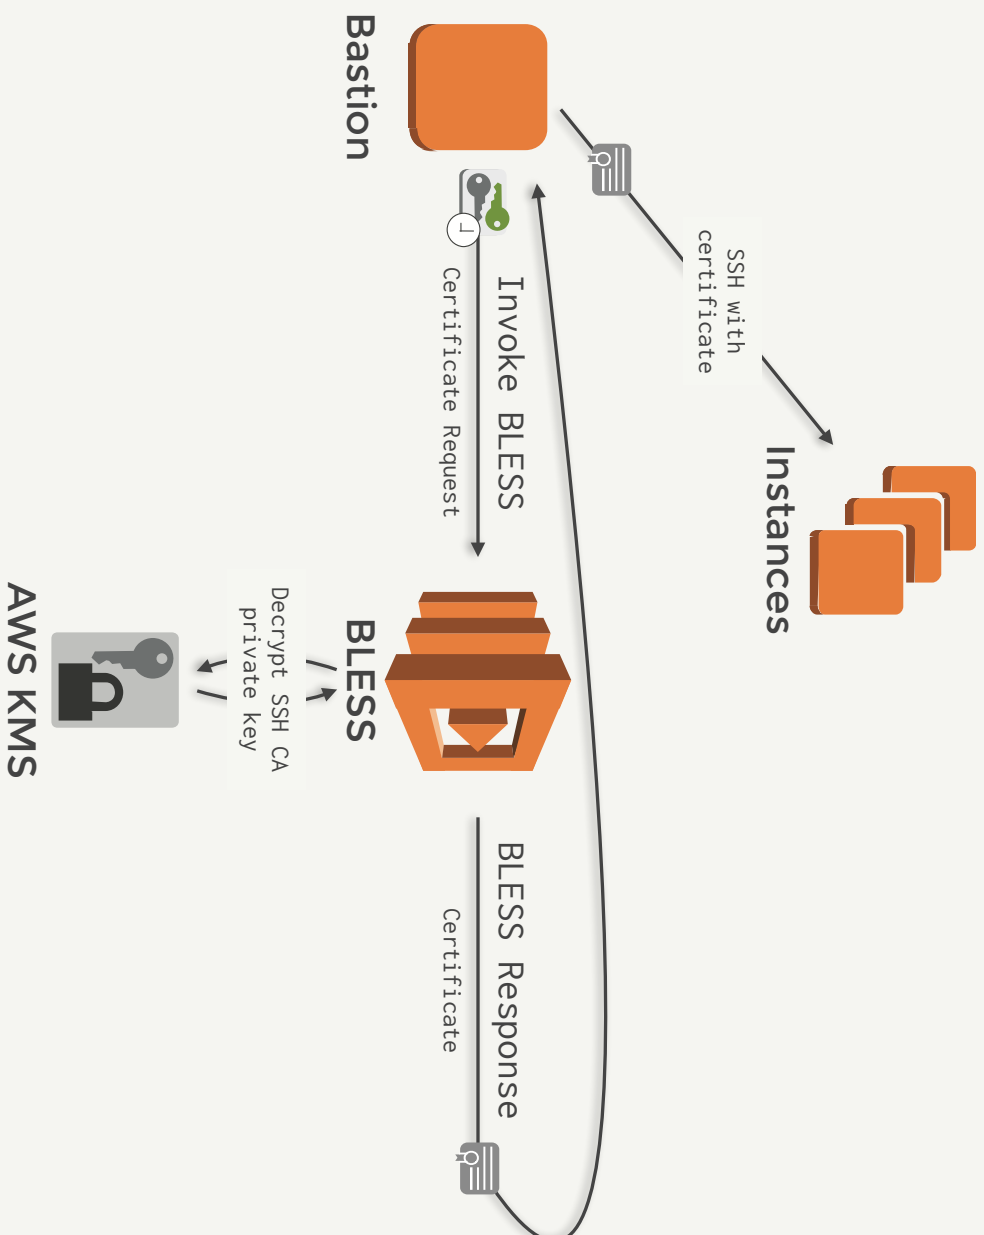 SSH with
certificate
Instances
Invoke BLESS
Certificate Request
BLESS Response
Certificate
Bastion
BLESS
Decrypt SSH CA
private key
AWS KMS